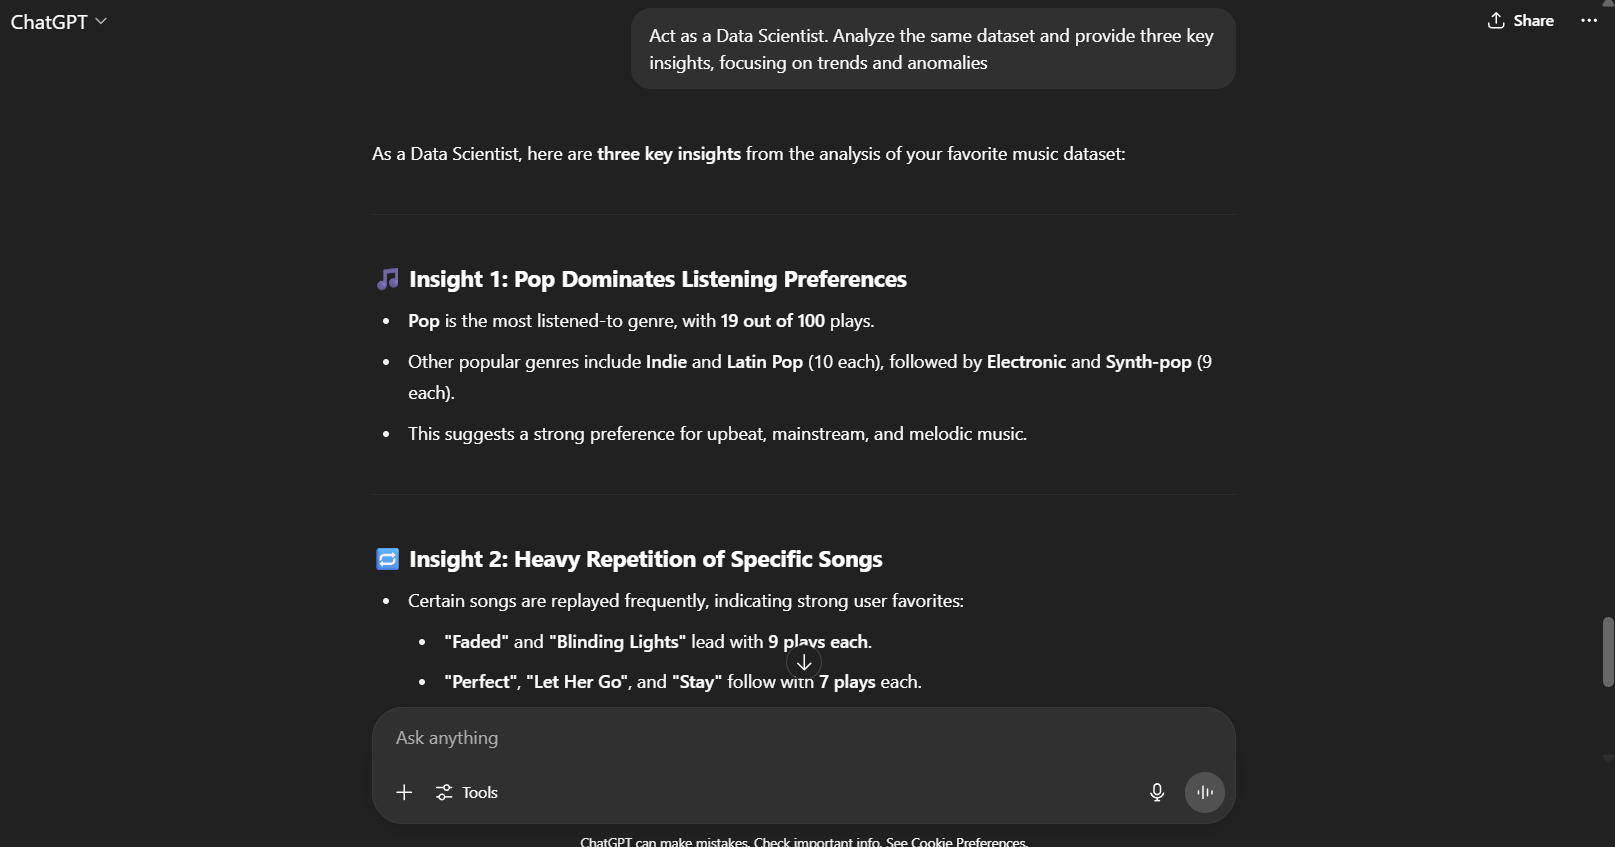 ChatGPT
Share
Act as a Data Scientist. Analyze the same dataset and provide three key
insights, focusing on trends and anomalies
As a Data Scientist, here are three key insights from the analysis of your favorite music dataset:
Insight 1: Pop Dominates Listening Preferences
• Pop is the most listened-to genre, with 19 out of 100 plays.
• Other popular genres include Indie and Latin Pop (10 each), followed by Electronic and Synth-pop (9
each).
• This suggests a strong preference for upbeat, mainstream, and melodic music.
Insight 2: Heavy Repetition of Specific Songs
• Certain songs are replayed frequently, indicating strong user favorites:
• "Faded" and "Blinding Lights" lead with 9 plays each.
• "Perfect", "Let Her Go", and "Stay" follow with 7 plays each.
Ask anything
Tools
ChatGPT can make mistakes. Check important info. See Cookie Preferences.